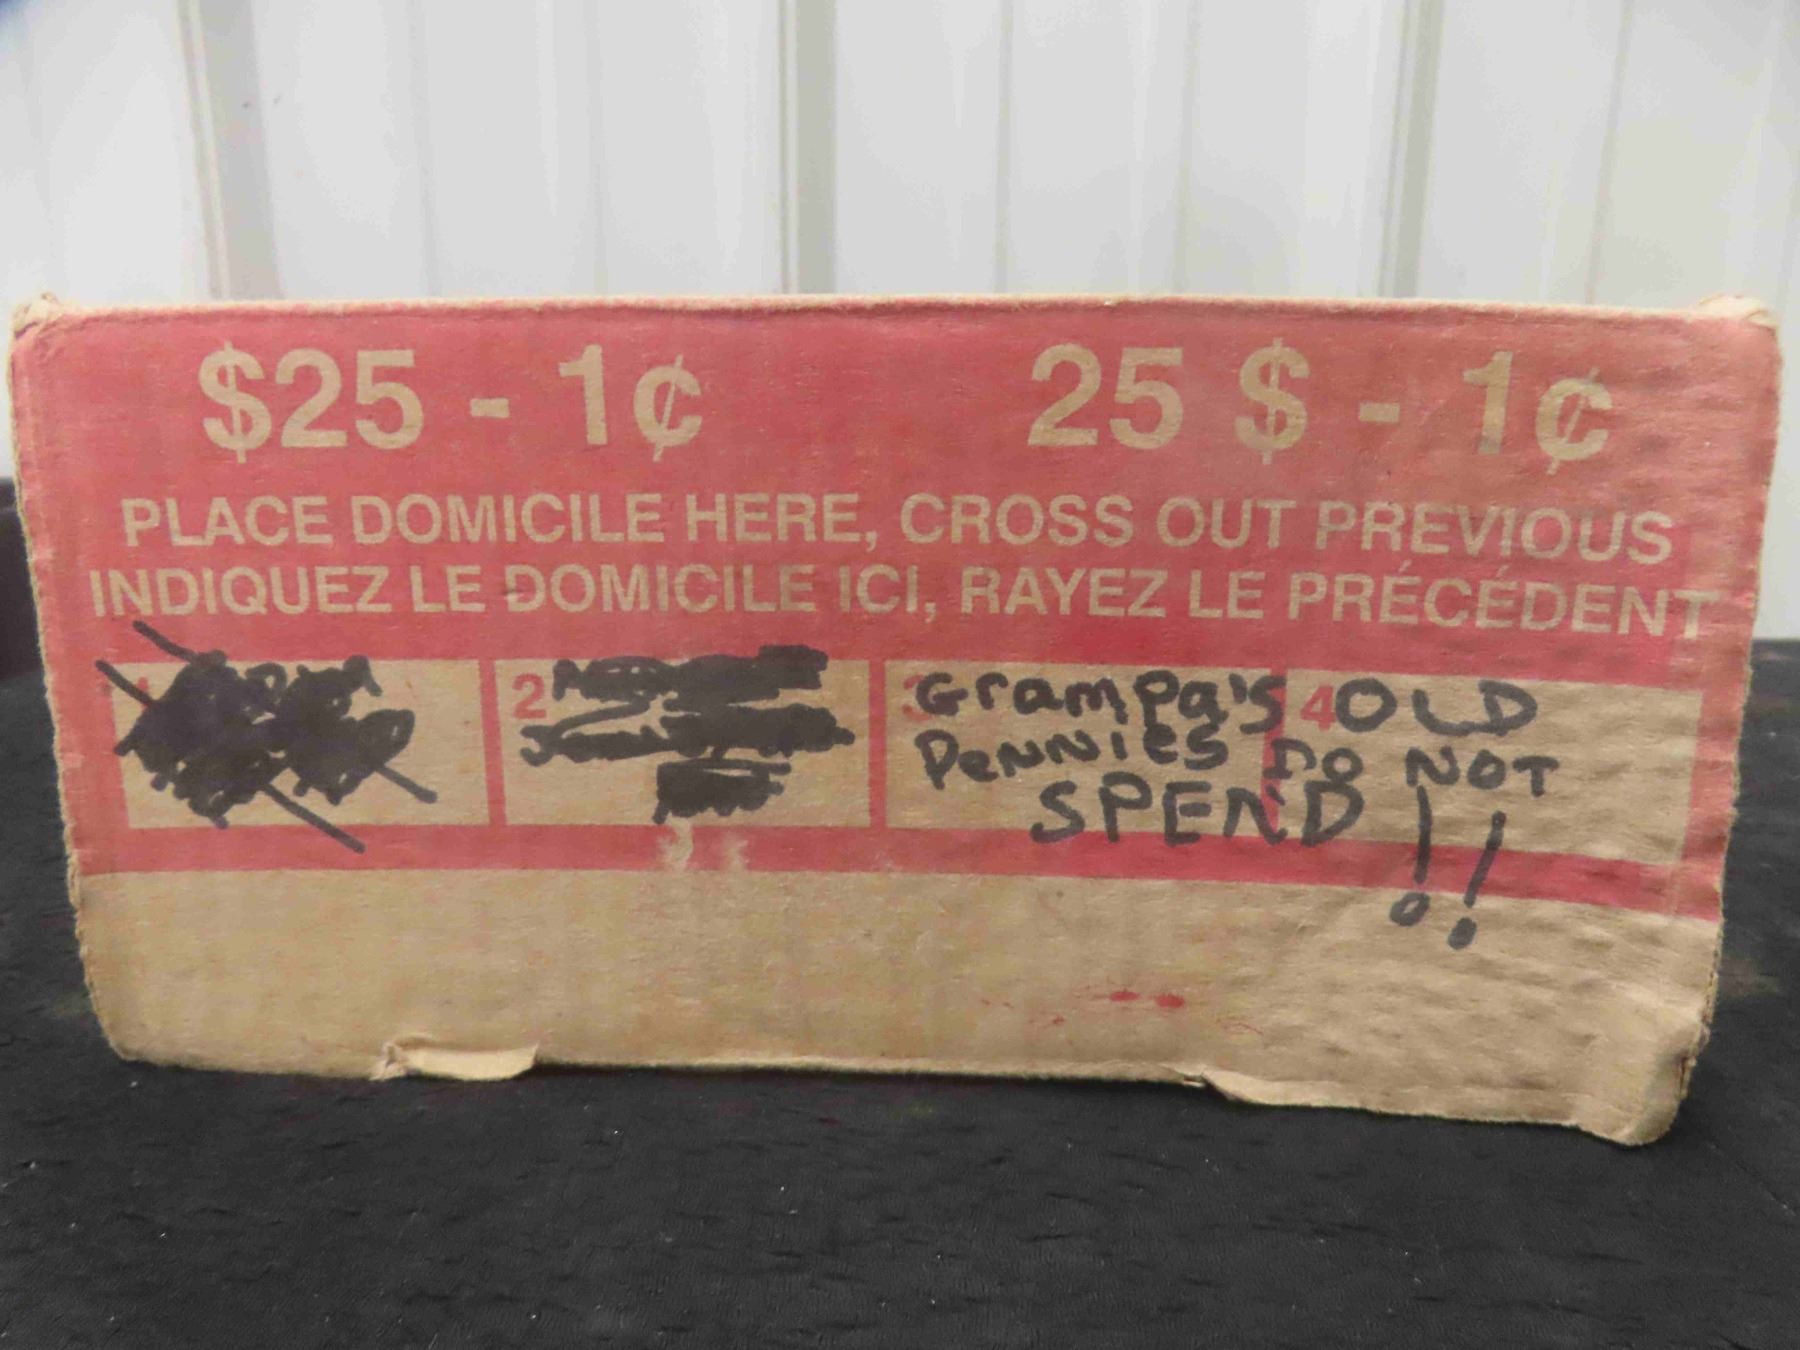 $25 - 1¢ 25 $ - 1¢
PLACE DOMICILE HERE, CROSS OUT PREVIOUS
INDIQUEZ LE DOMICILE ICI, RAYEZ LE PRÉCÉDENT
1 2 3 4
Grampa's OLD
PENNIES DO NOT
SPEND!!